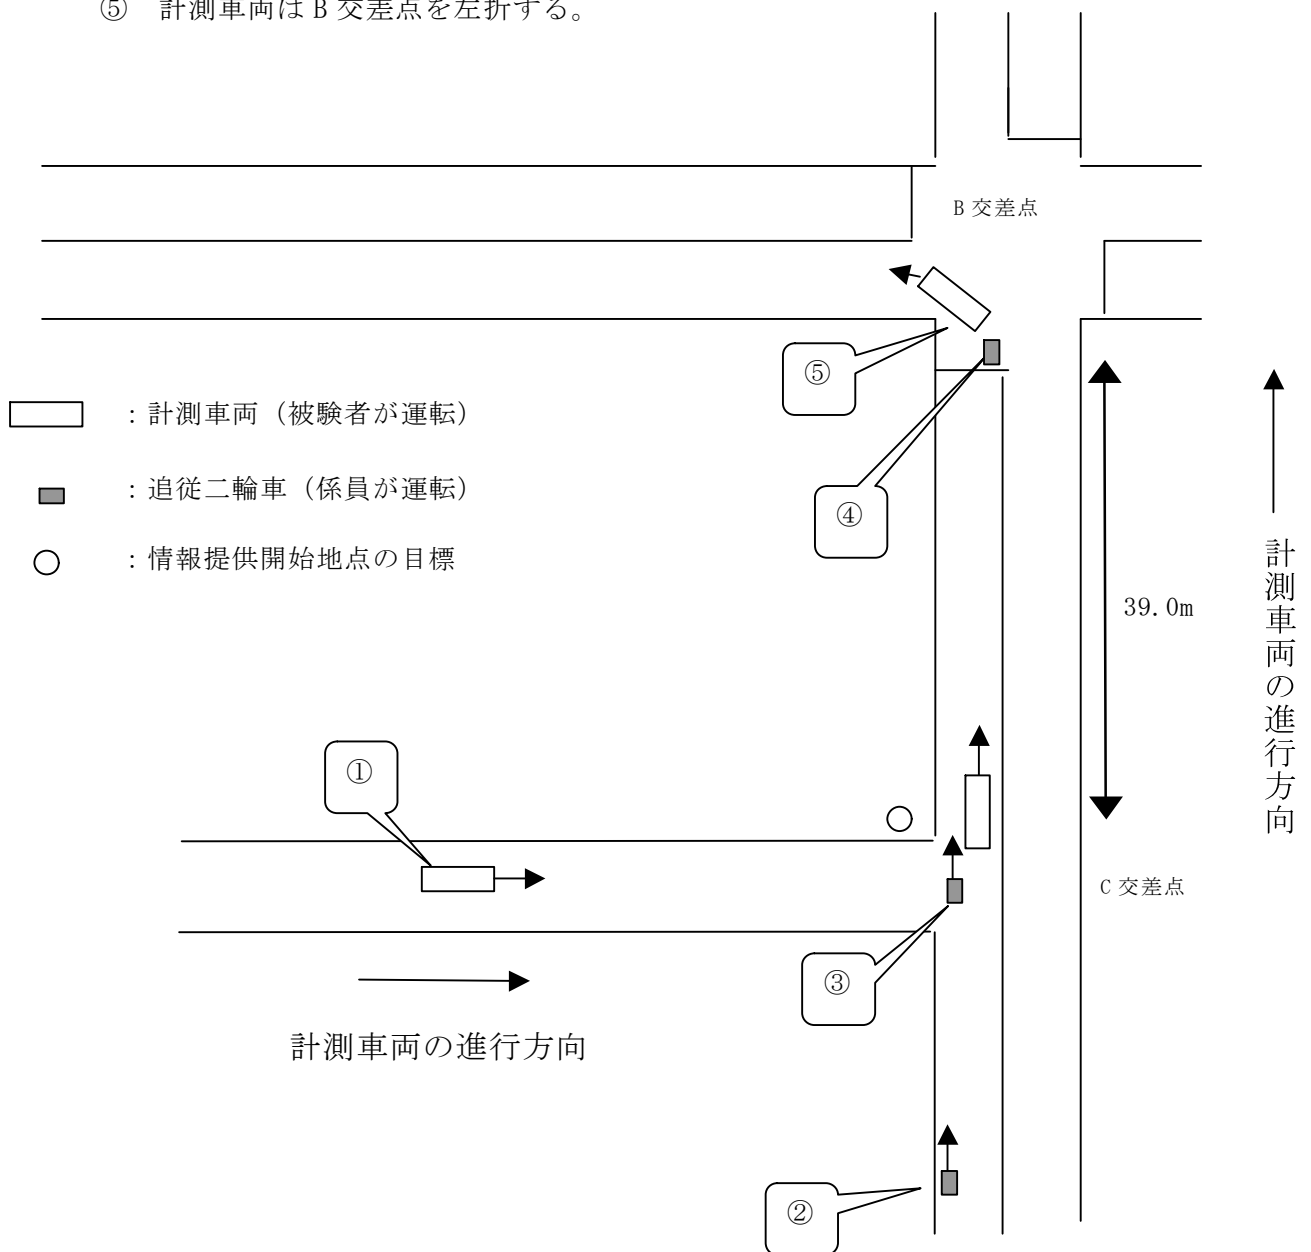 ⑤ 計測車両は B 交差点を左折する。
B 交差点
⑤
：計測車両（被験者が運転）
：追従二輪車（係員が運転）
④
：情報提供開始地点の目標
39.0m
計測車両の進行方向
①
C 交差点
③
計測車両の進行方向
②